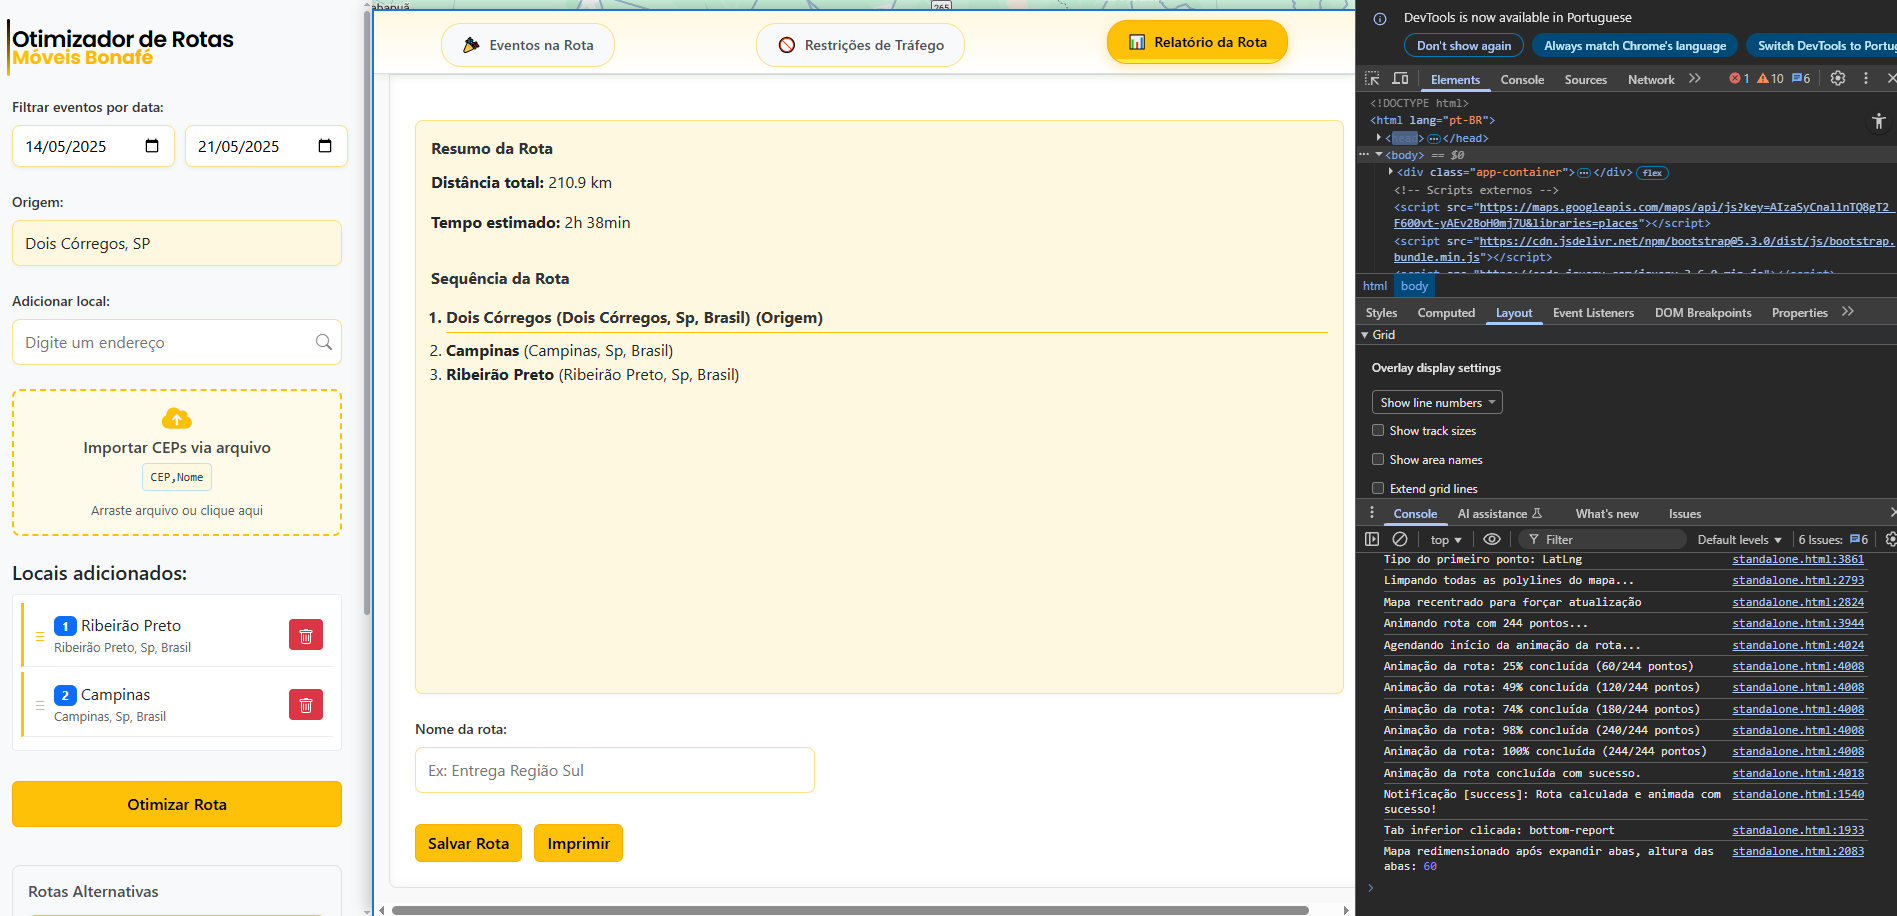 Otimizador de Rotas
Móveis Bonafé
Filtrar eventos por data:
14/05/2025
21/05/2025
Origem:
Dois Córregos, SP
Adicionar local:
Digite um endereço
Importar CEPs via arquivo
CEP,Nome
Arraste arquivo ou clique aqui
Locais adicionados:
1 Ribeirão Preto
Ribeirão Preto, Sp, Brasil
2 Campinas
Campinas, Sp, Brasil
Otimizar Rota
Rotas Alternativas
265
Eventos na Rota
Restrições de Tráfego
Relatório da Rota
Resumo da Rota
Distância total: 210.9 km
Tempo estimado: 2h 38min
Sequência da Rota
1. Dois Córregos (Dois Córregos, Sp, Brasil) (Origem)
2. Campinas (Campinas, Sp, Brasil)
3. Ribeirão Preto (Ribeirão Preto, Sp, Brasil)
Nome da rota:
Ex: Entrega Região Sul
Salvar Rota
Imprimir
DevTools is now available in Portuguese
Don't show again
Always match Chrome's language
Switch DevTools to Portug
Elements
Console
Sources
Network
1
10
6
<!DOCTYPE html>
<html lang="pt-BR">
<head> </head>
<body> == $0
<div class="app-container"> </div> flex
<!-- Scripts externos -->
<script src="https://maps.googleapis.com/maps/api/js?key=AIzaSyCnallnTQ8gT2_
F600vt-yAEv2BoH0mj7U&libraries=places"></script>
<script src="https://cdn.jsdelivr.net/npm/bootstrap@5.3.0/dist/js/bootstrap.
bundle.min.js"></script>
html
body
Styles
Computed
Layout
Event Listeners
DOM Breakpoints
Properties
Grid
Overlay display settings
Show line numbers
Show track sizes
Show area names
Extend grid lines
Console
AI assistance
What's new
Issues
top
Filter
Default levels
6 Issues:
6
Tipo do primeiro ponto: LatLng standalone.html:3861
Limpando todas as polylines do mapa... standalone.html:2793
Mapa recentrado para forçar atualização standalone.html:2824
Animando rota com 244 pontos... standalone.html:3944
Agendando início da animação da rota... standalone.html:4024
Animação da rota: 25% concluída (60/244 pontos) standalone.html:4008
Animação da rota: 49% concluída (120/244 pontos) standalone.html:4008
Animação da rota: 74% concluída (180/244 pontos) standalone.html:4008
Animação da rota: 98% concluída (240/244 pontos) standalone.html:4008
Animação da rota: 100% concluída (244/244 pontos) standalone.html:4008
Animação da rota concluída com sucesso. standalone.html:4018
Notificação [success]: Rota calculada e animada com standalone.html:1540
sucesso!
Tab inferior clicada: bottom-report standalone.html:1933
Mapa redimensionado após expandir abas, altura das standalone.html:2083
abas: 60